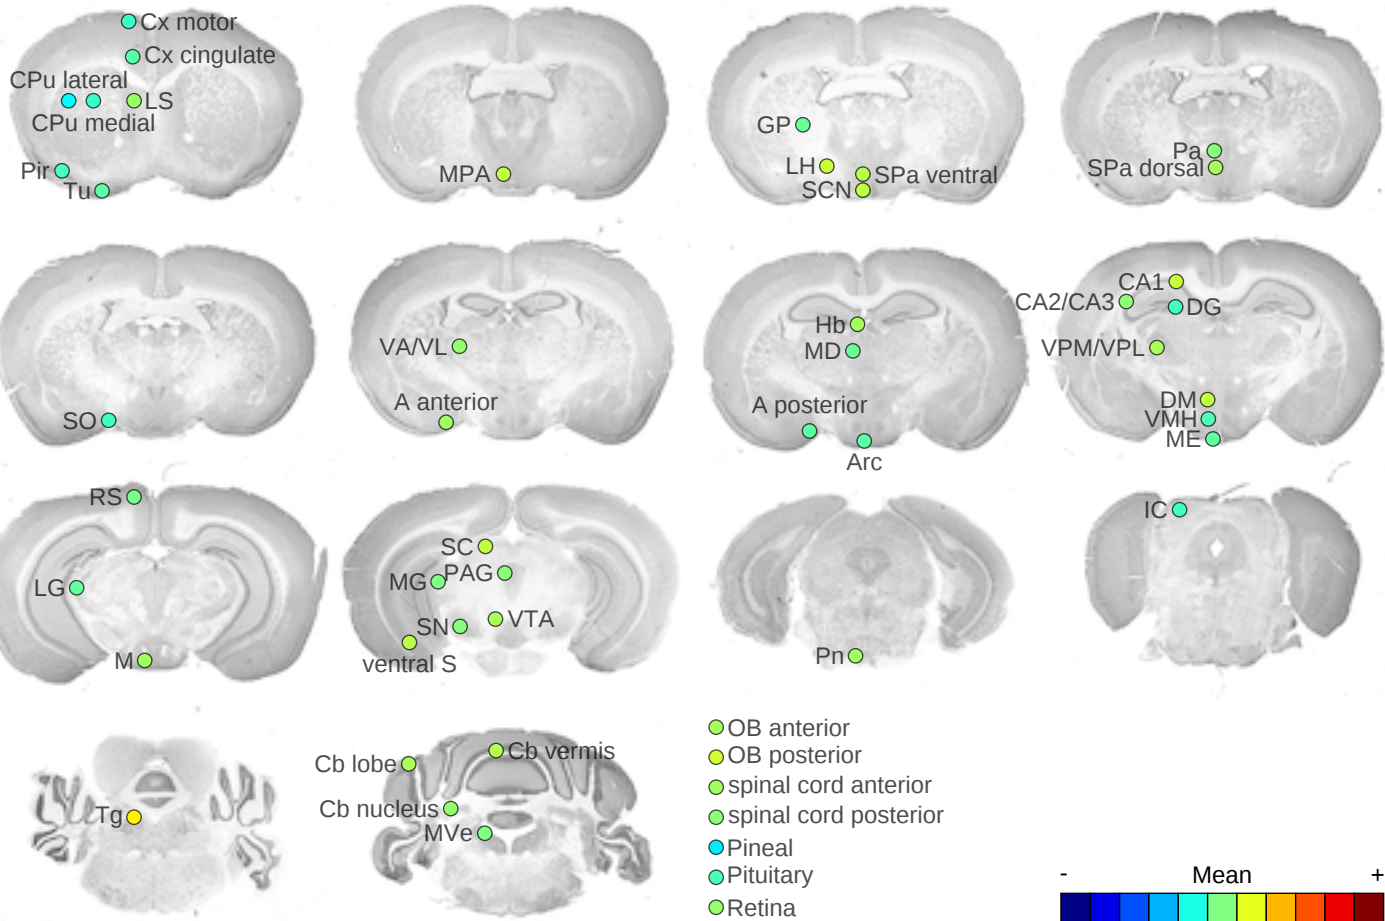 Cx motor
Cx cingulate
CPu lateral
LS
CPu medial
Pir
Tu
MPA
GP
LH
SPa ventral
SCN
Pa
SPa dorsal
SO
VA/VL
A anterior
Hb
MD
A posterior
Arc
CA1
CA2/CA3
DG
VPM/VPL
DM
VMH
ME
RS
LG
M
SC
PAG
MG
VTA
SN
ventral S
Pn
IC
Tg
Cb vermis
Cb lobe
Cb nucleus
MVe
OB anterior
OB posterior
spinal cord anterior
spinal cord posterior
Pineal
Pituitary
Retina
- Mean +